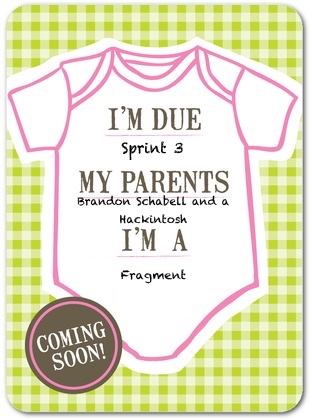 I'M DUE
Sprint 3
MY PARENTS
Brandon Schabell and a
Hackintosh
I'M A
Fragment
COMING
SOON!